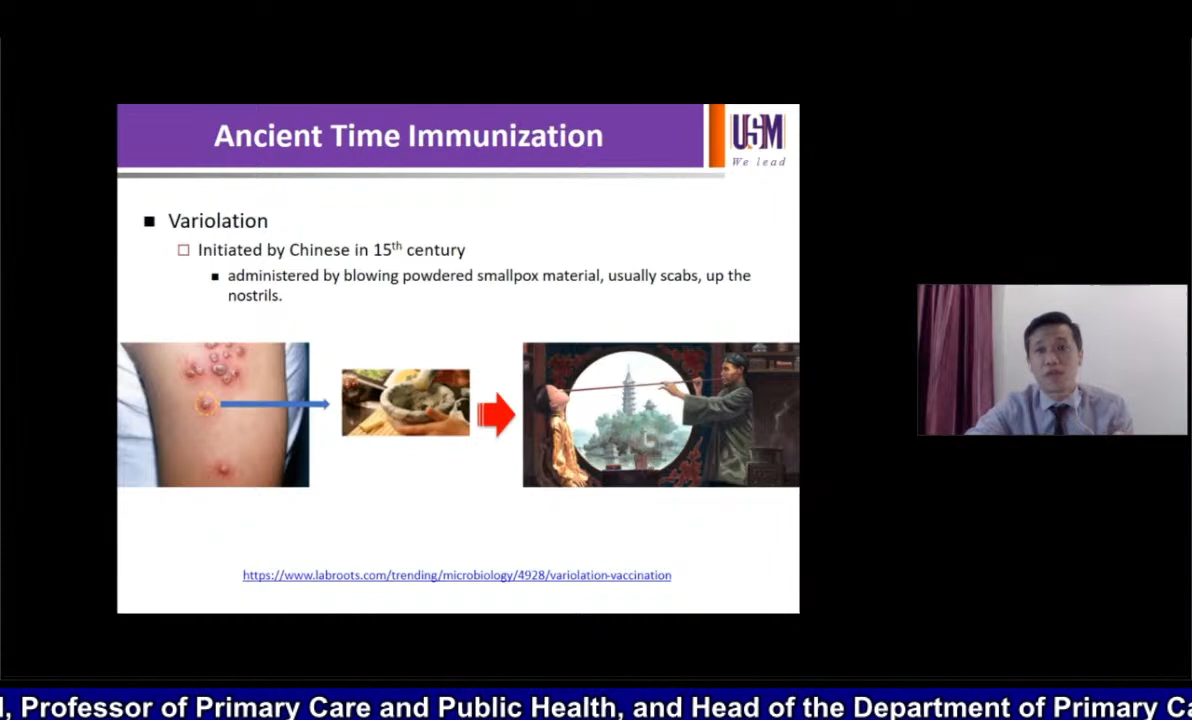 Ancient Time Immunization
USM
We lead
■ Variolation
□ Initiated by Chinese in 15th century
▪ administered by blowing powdered smallpox material, usually scabs, up the
nostrils.
https://www.labroots.com/trending/microbiology/4928/variolation-vaccination
, Professor of Primary Care and Public Health, and Head of the Department of Primary Ca